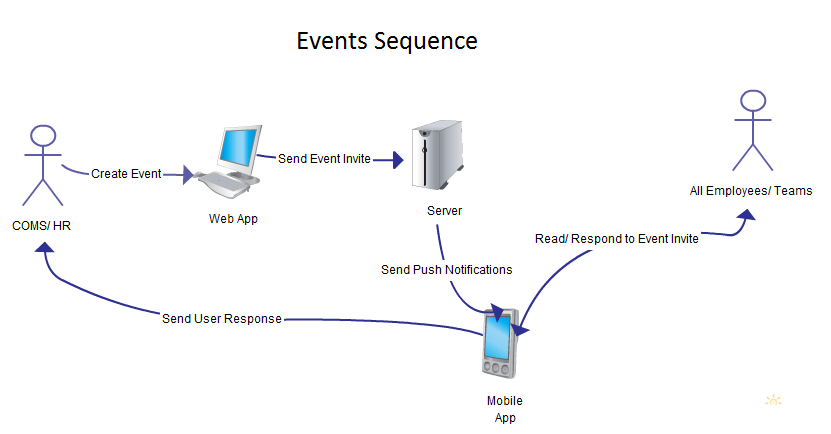 Events Sequence
Create Event
Send Event Invite
COMS/ HR
Web App
Server
All Employees/ Teams
Read/ Respond to Event Invite
Send Push Notifications
Send User Response
Mobile
App